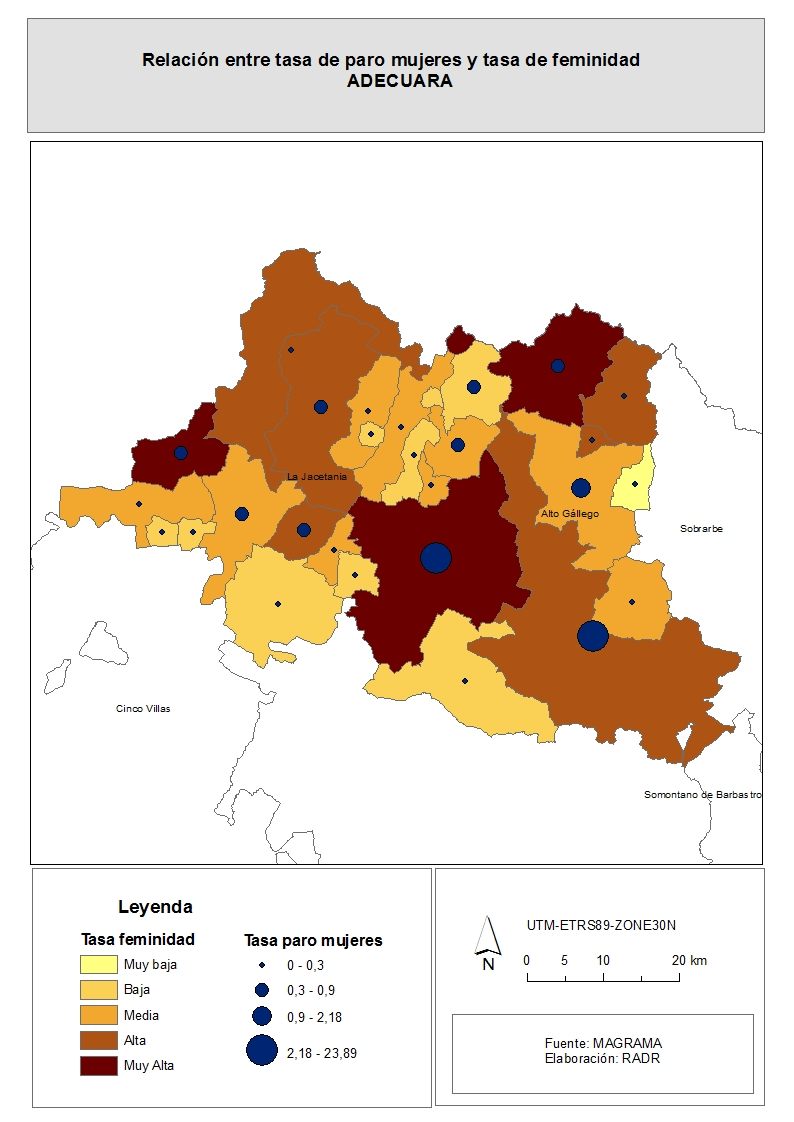 Relación entre tasa de paro mujeres y tasa de feminidad
ADECUARA
La Jacetania
Alto Gállego
Sobrarbe
Cinco Villas
Somontano de Barbastro
Leyenda
Tasa feminidad
Muy baja
Baja
Media
Alta
Muy Alta
Tasa paro mujeres
0 - 0,3
0,3 - 0,9
0,9 - 2,18
2,18 - 23,89
N
UTM-ETRS89-ZONE30N
0 5 10 20 km
Fuente: MAGRAMA
Elaboración: RADR